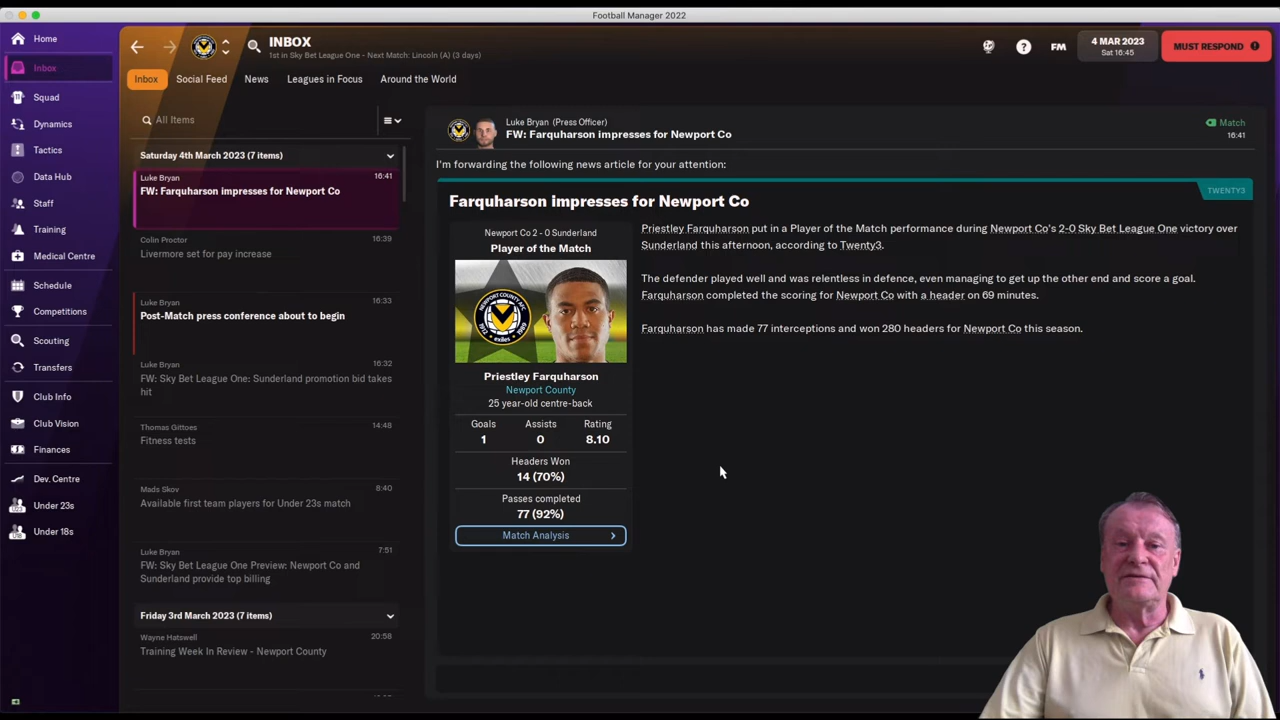 Football Manager 2022
Home
Inbox
Squad
Dynamics
Tactics
Data Hub
Staff
Training
Medical Centre
Schedule
Competitions
Scouting
Transfers
Club Info
Club Vision
Finances
Dev. Centre
Under 23s
Under 18s
INBOX
1st in Sky Bet League One - Next Match: Lincoln (A) (3 days)
FM
4 MAR 2023
Sat 16:45
MUST RESPOND
Inbox Social Feed News Leagues in Focus Around the World
All Items
Saturday 4th March 2023 (7 items)
Luke Bryan 16:41
FW: Farquharson impresses for Newport Co
Colin Proctor 16:39
Livermore set for pay increase
Luke Bryan 16:33
Post-Match press conference about to begin
Luke Bryan 16:32
FW: Sky Bet League One: Sunderland promotion bid takes
hit
Thomas Gittoes 14:48
Fitness tests
Mads Skov 8:40
Available first team players for Under 23s match
Luke Bryan 7:51
FW: Sky Bet League One Preview: Newport Co and
Sunderland provide top billing
Friday 3rd March 2023 (7 items)
Wayne Hatswell 20:58
Training Week In Review - Newport County
Luke Bryan (Press Officer)
FW: Farquharson impresses for Newport Co
Match
16:41
I'm forwarding the following news article for your attention:
TWENTY3
Farquharson impresses for Newport Co
Newport Co 2 - 0 Sunderland
Player of the Match
NEWPORT COUNTY AFC
1912 1989
exiles
Priestley Farquharson
Newport County
25 year-old centre-back
Goals Assists Rating
1 0 8.10
Headers Won
14 (70%)
Passes completed
77 (92%)
Match Analysis
Priestley Farquharson put in a Player of the Match performance during Newport Co's 2-0 Sky Bet League One victory over
Sunderland this afternoon, according to Twenty3.
The defender played well and was relentless in defence, even managing to get up the other end and score a goal.
Farquharson completed the scoring for Newport Co with a header on 69 minutes.
Farquharson has made 77 interceptions and won 280 headers for Newport Co this season.